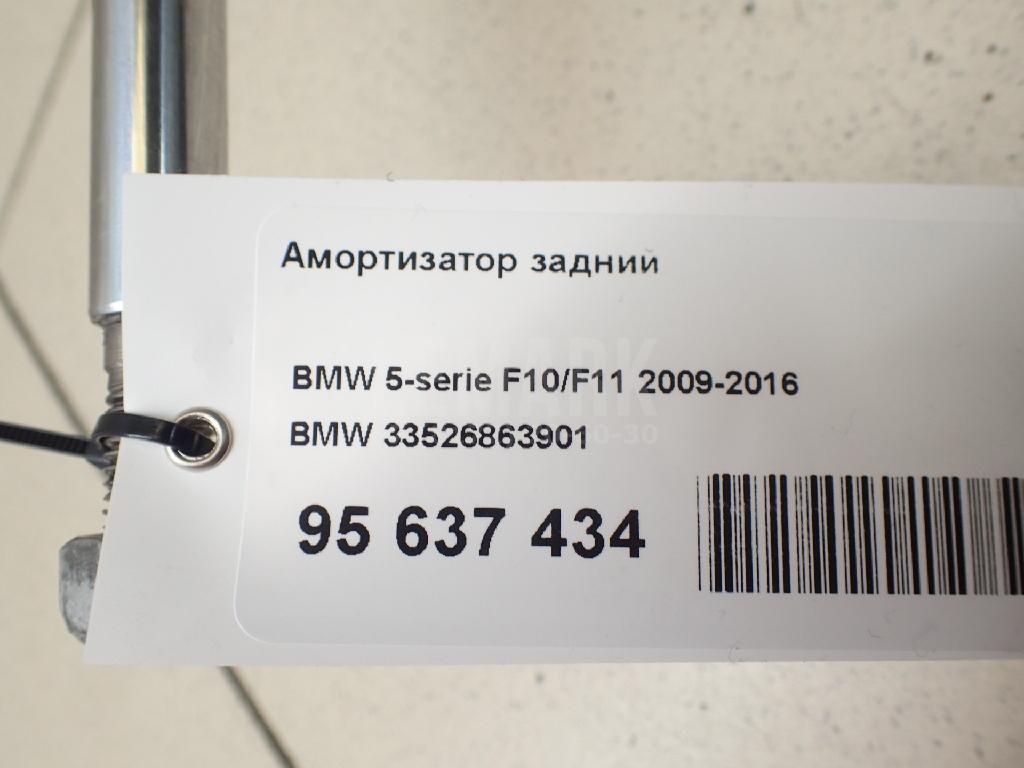 Амортизатор задний
BMW 5-serie F10/F11 2009-2016
BMW 33526863901
95 637 434